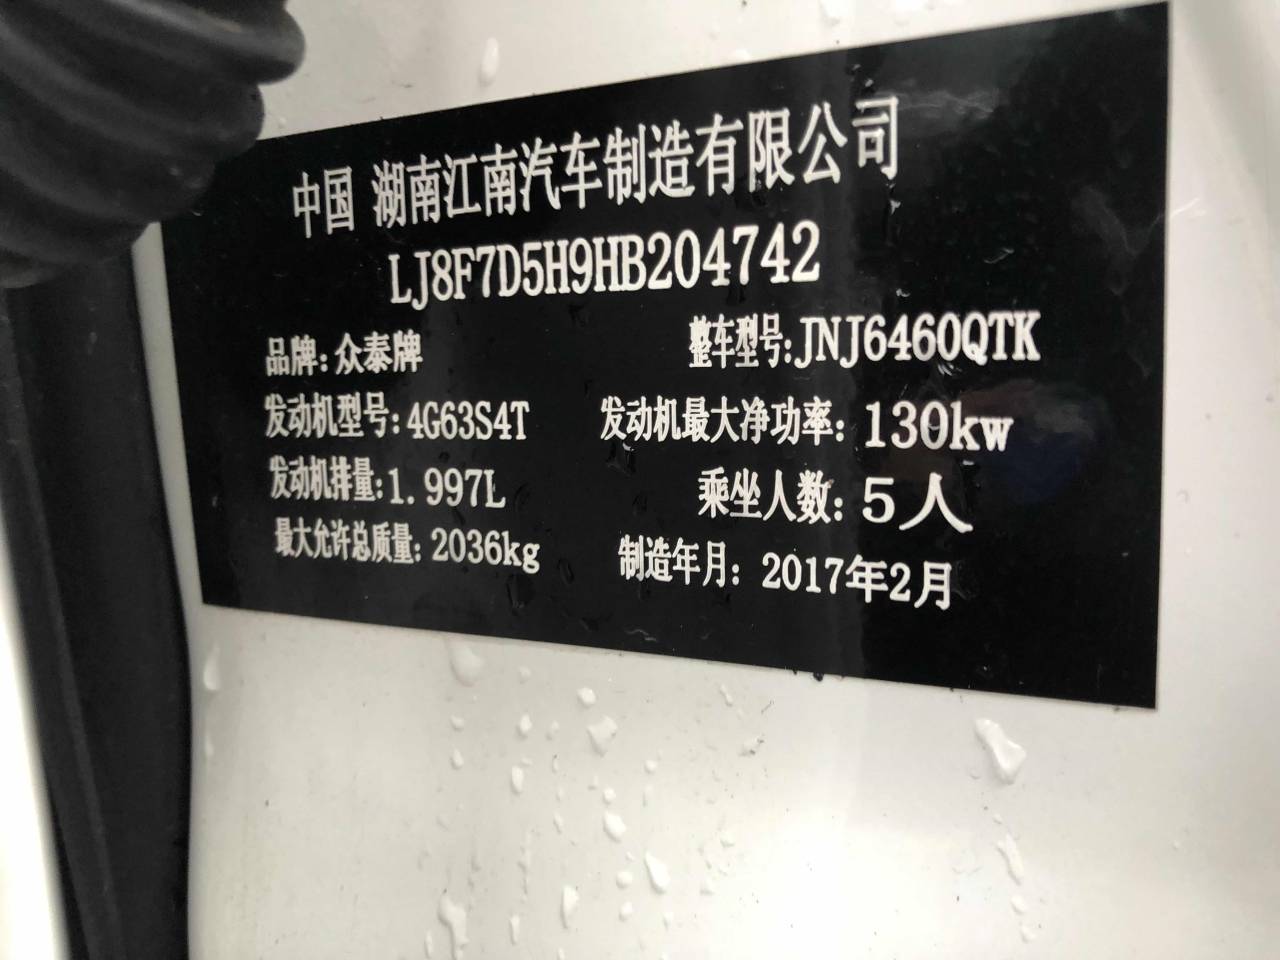 中国 湖南江南汽车制造有限公司
LJ8F7D5H9HB204742
品牌:众泰牌 整车型号:JNJ6460QTK
发动机型号:4G63S4T 发动机最大净功率:130kw
发动机排量:1.997L 乘坐人数:5人
最大允许总质量:2036kg 制造年月:2017年2月